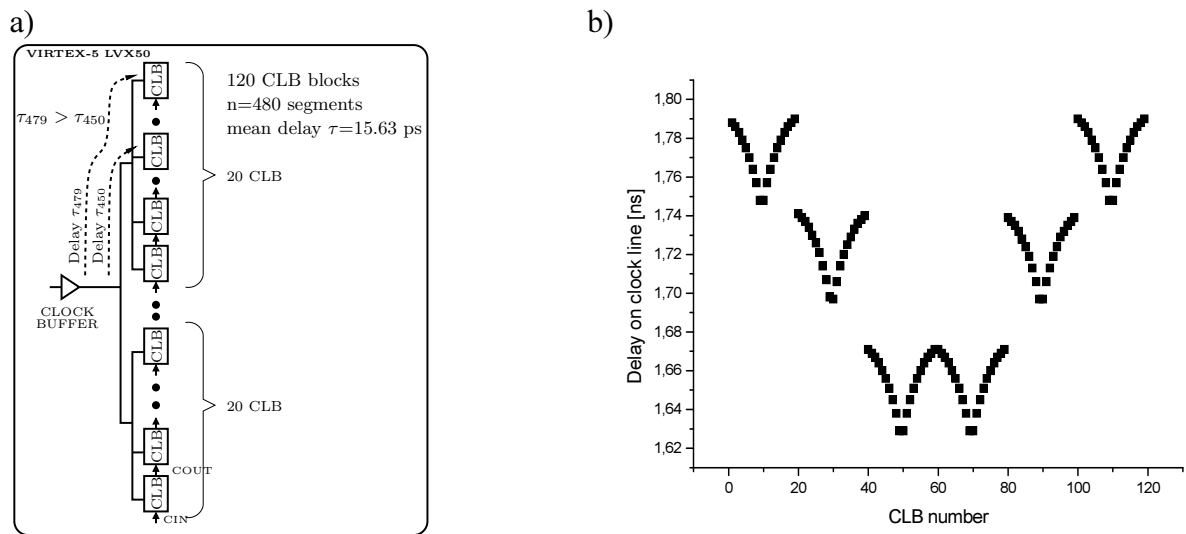 a)
VIRTEX-5 LVX50
CLB
CLB
CLB
CLB
CLB
CLB
CLB
τ479 > τ450
Delay τ479
Delay τ450
120 CLB blocks
n=480 segments
mean delay τ=15.63 ps
20 CLB
CLOCK
BUFFER
20 CLB
COUT
CIN
b)
Delay on clock line [ns]
1,80
1,78
1,76
1,74
1,72
1,70
1,68
1,66
1,64
1,62
0
20
40
60
80
100
120
CLB number